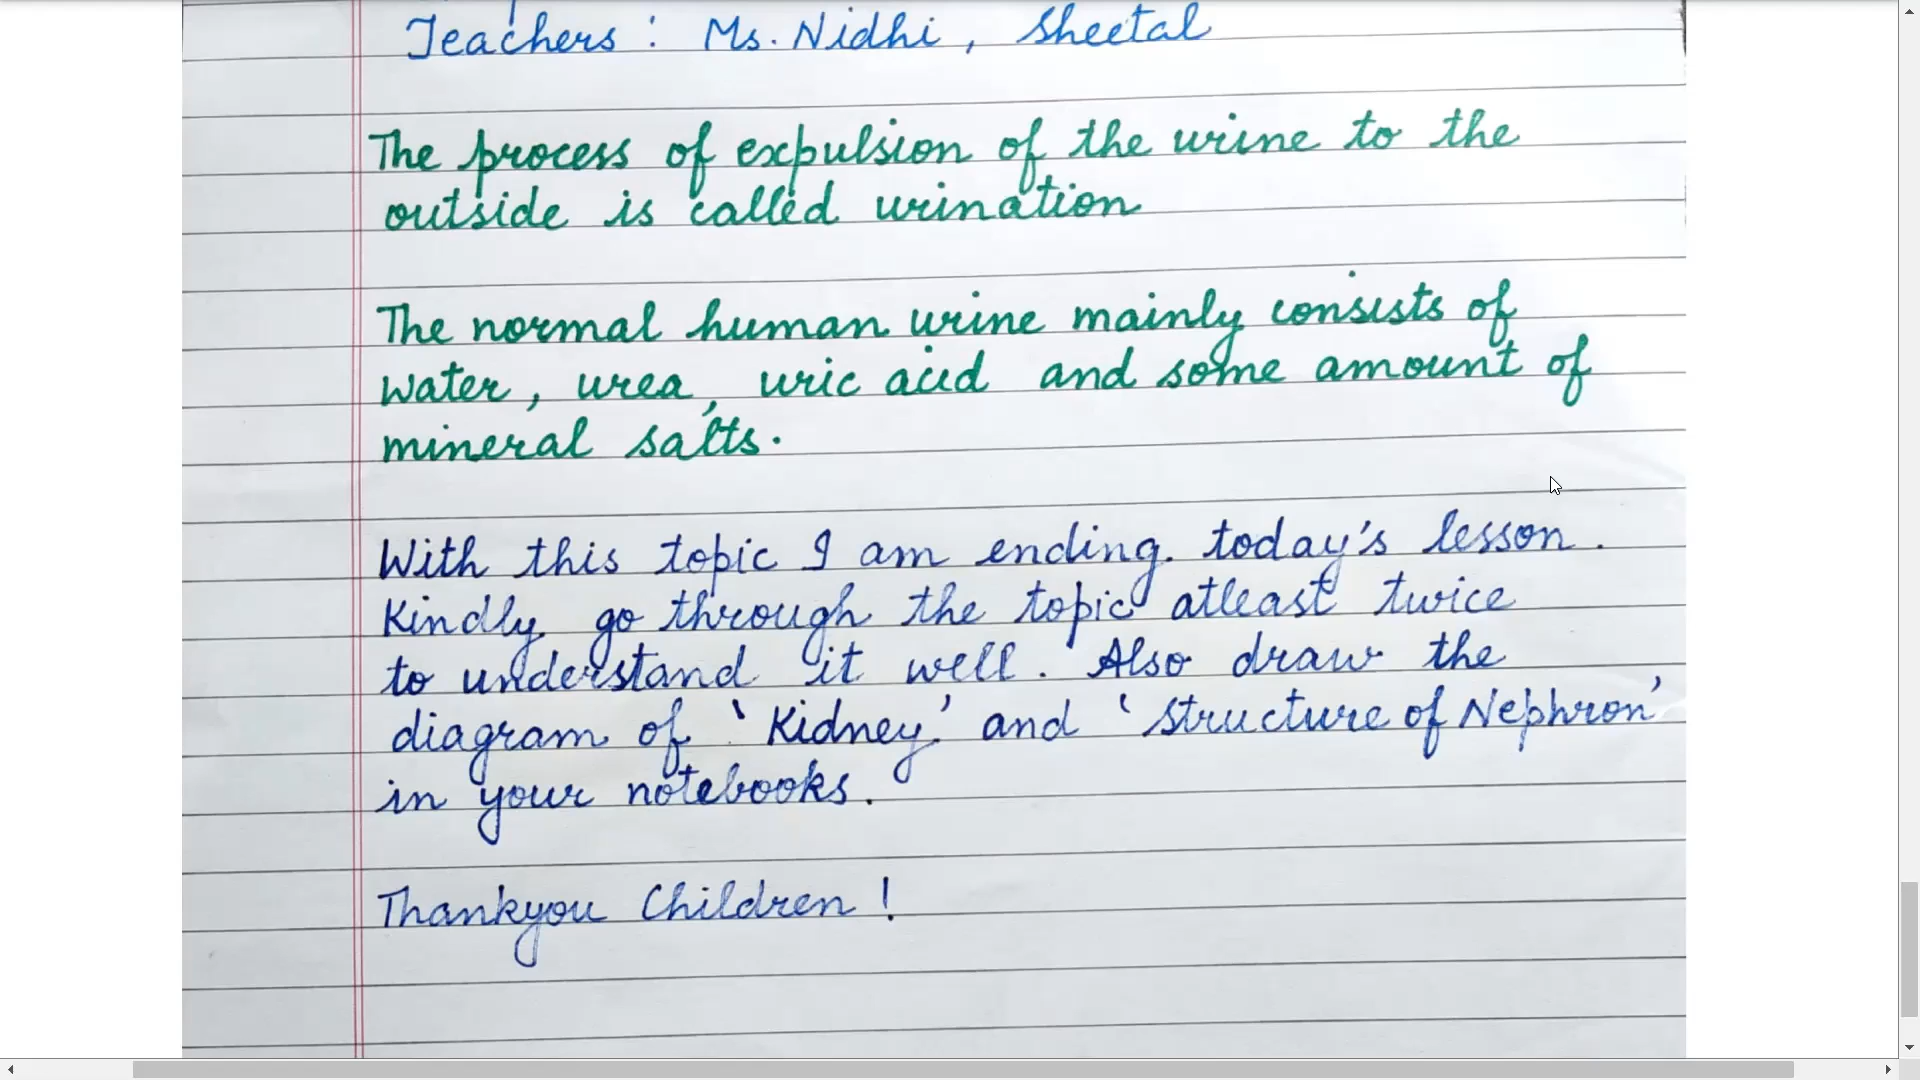 Teachers : Ms. Nidhi , Sheetal
The process of expulsion of the urine to the
outside is called urination
The normal human urine mainly consists of
water, urea, uric acid and some amount of
mineral salts.
With this topic I am ending. today's lesson.
Kindly go through the topic atleast twice
to understand it well. Also draw the
diagram of 'Kidney' and 'structure of Nephron'
in your notebooks.
Thankyou Children !